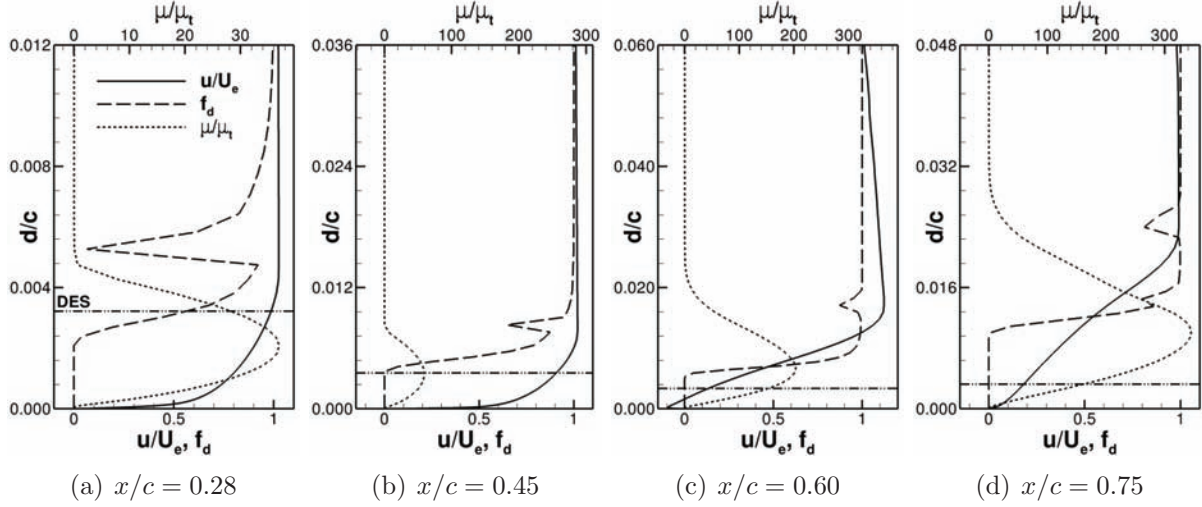 μ/μt
0 10 20 30
0.012
0.008
0.004
0.000
d/c
u/Ue
fd
μ/μt
DES
0 0.5 1
u/Ue, fd
(a) x/c = 0.28
μ/μt
0 100 200 300
0.036
0.024
0.012
0.000
d/c
0 0.5 1
u/Ue, fd
(b) x/c = 0.45
μ/μt
0 100 200 300
0.060
0.040
0.020
0.000
d/c
0 0.5 1
u/Ue, fd
(c) x/c = 0.60
μ/μt
0 100 200 300
0.048
0.032
0.016
0.000
d/c
0 0.5 1
u/Ue, fd
(d) x/c = 0.75